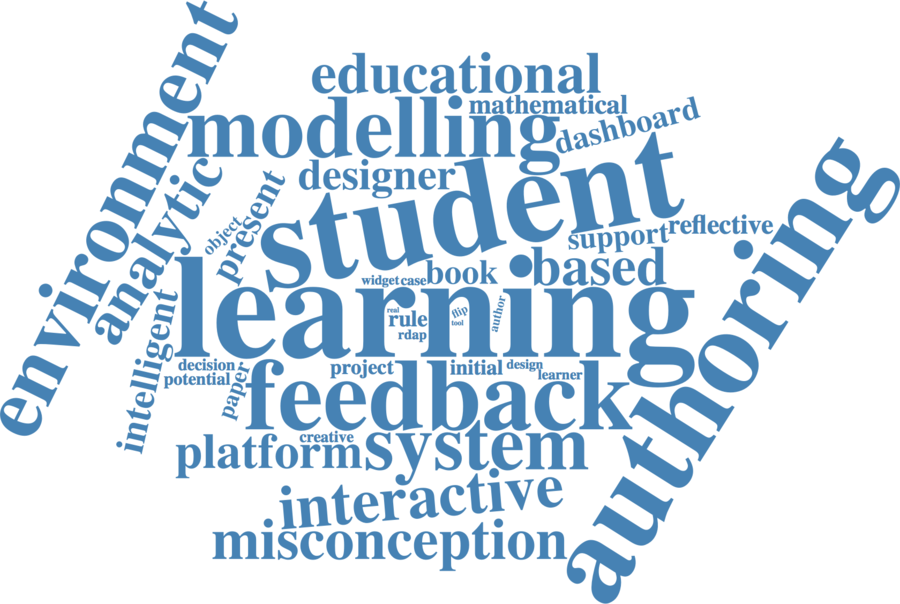 environment
educational
modelling
mathematical
dashboard
designer
student
analytic
object
present
support
reflective
authoring
widget
case
book
based
learning
real
rule
rdap
flip
tool
author
intelligent
decision
potential
paper
project
initial
design
learner
feedback
platform
creative
system
interactive
misconception